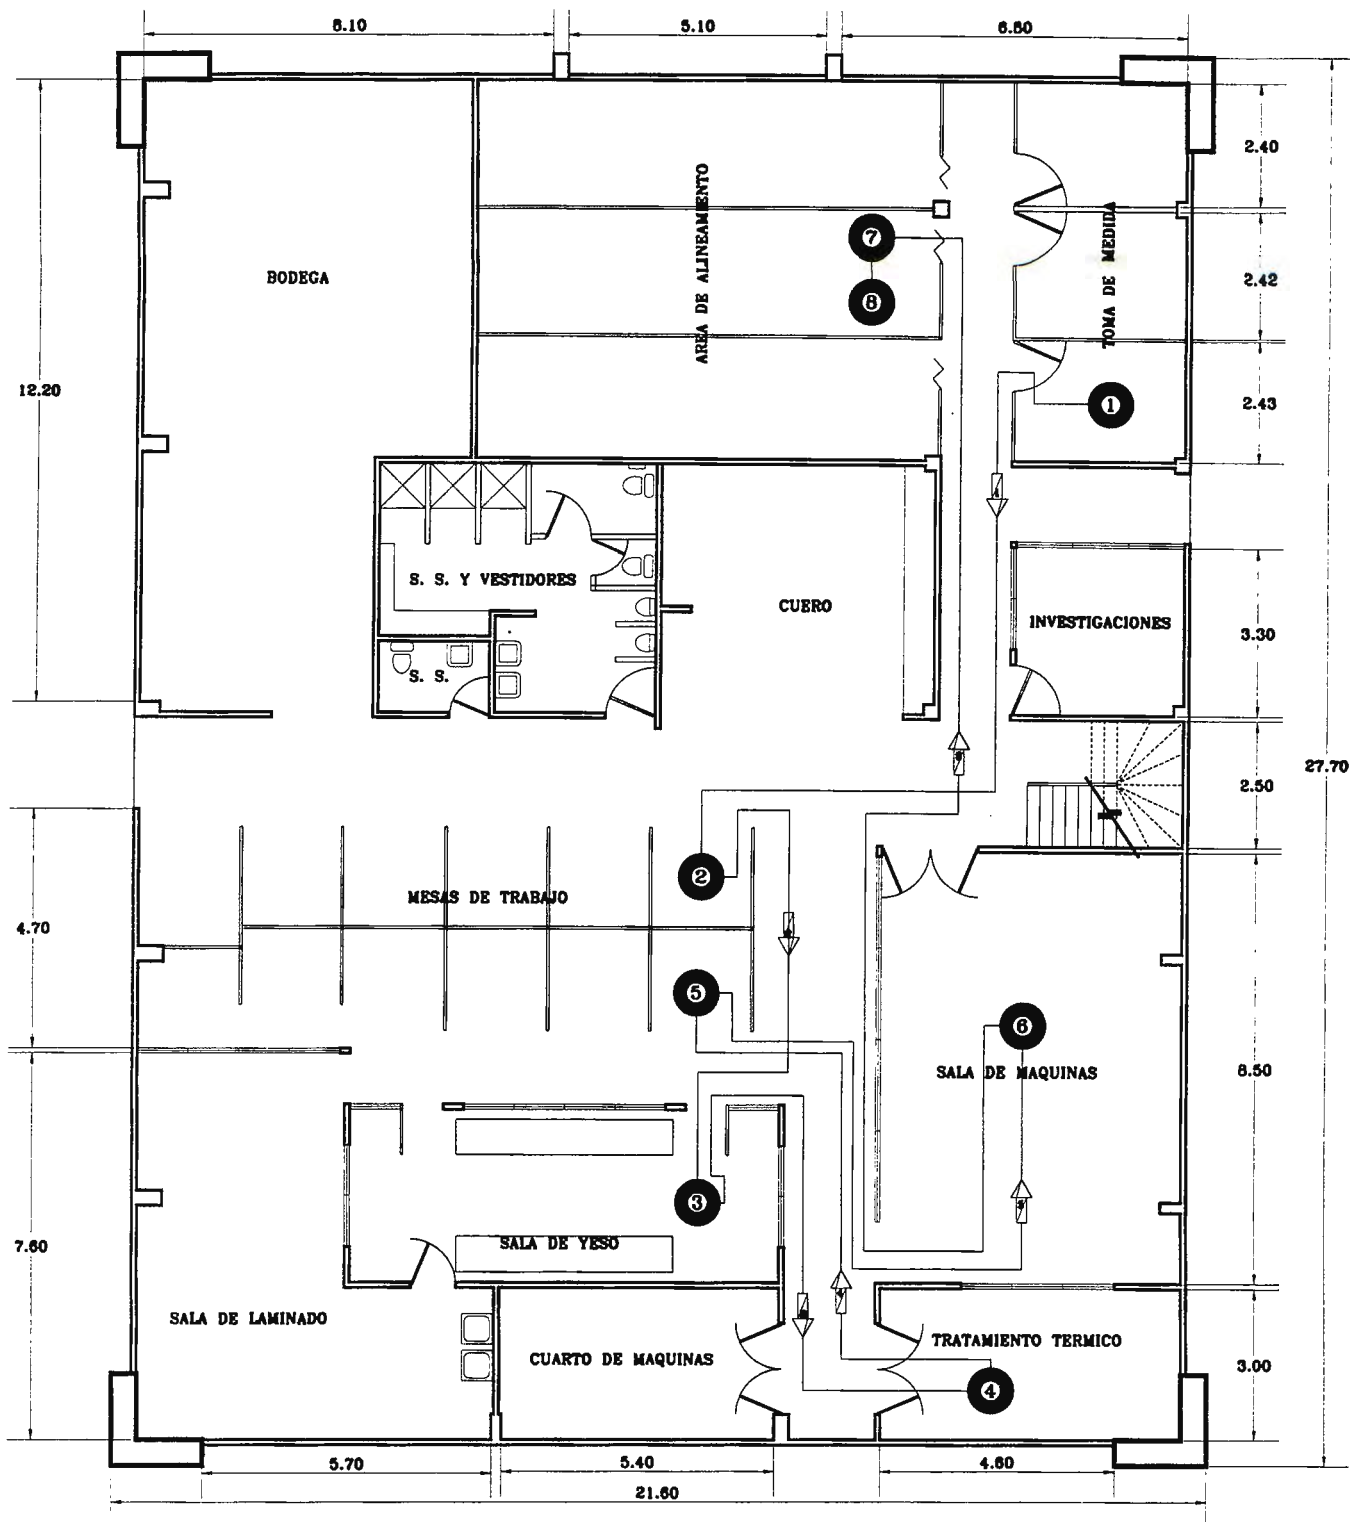 8.10
5.10
6.80
2.40
AREA DE ALINEAMIENTO
TOMA DE MEDIDA
7
BODEGA
2.42
8
12.20
2.43
1
S. S. Y VESTIDORES
CUERO
INVESTIGACIONES
3.30
S. S.
27.70
2.50
2
MESAS DE TRABAJO
4.70
5
6
SALA DE MAQUINAS
8.50
3
7.60
SALA DE YESO
SALA DE LAMINADO
TRATAMIENTO TERMICO
CUARTO DE MAQUINAS
3.00
4
5.70
5.40
4.60
21.60